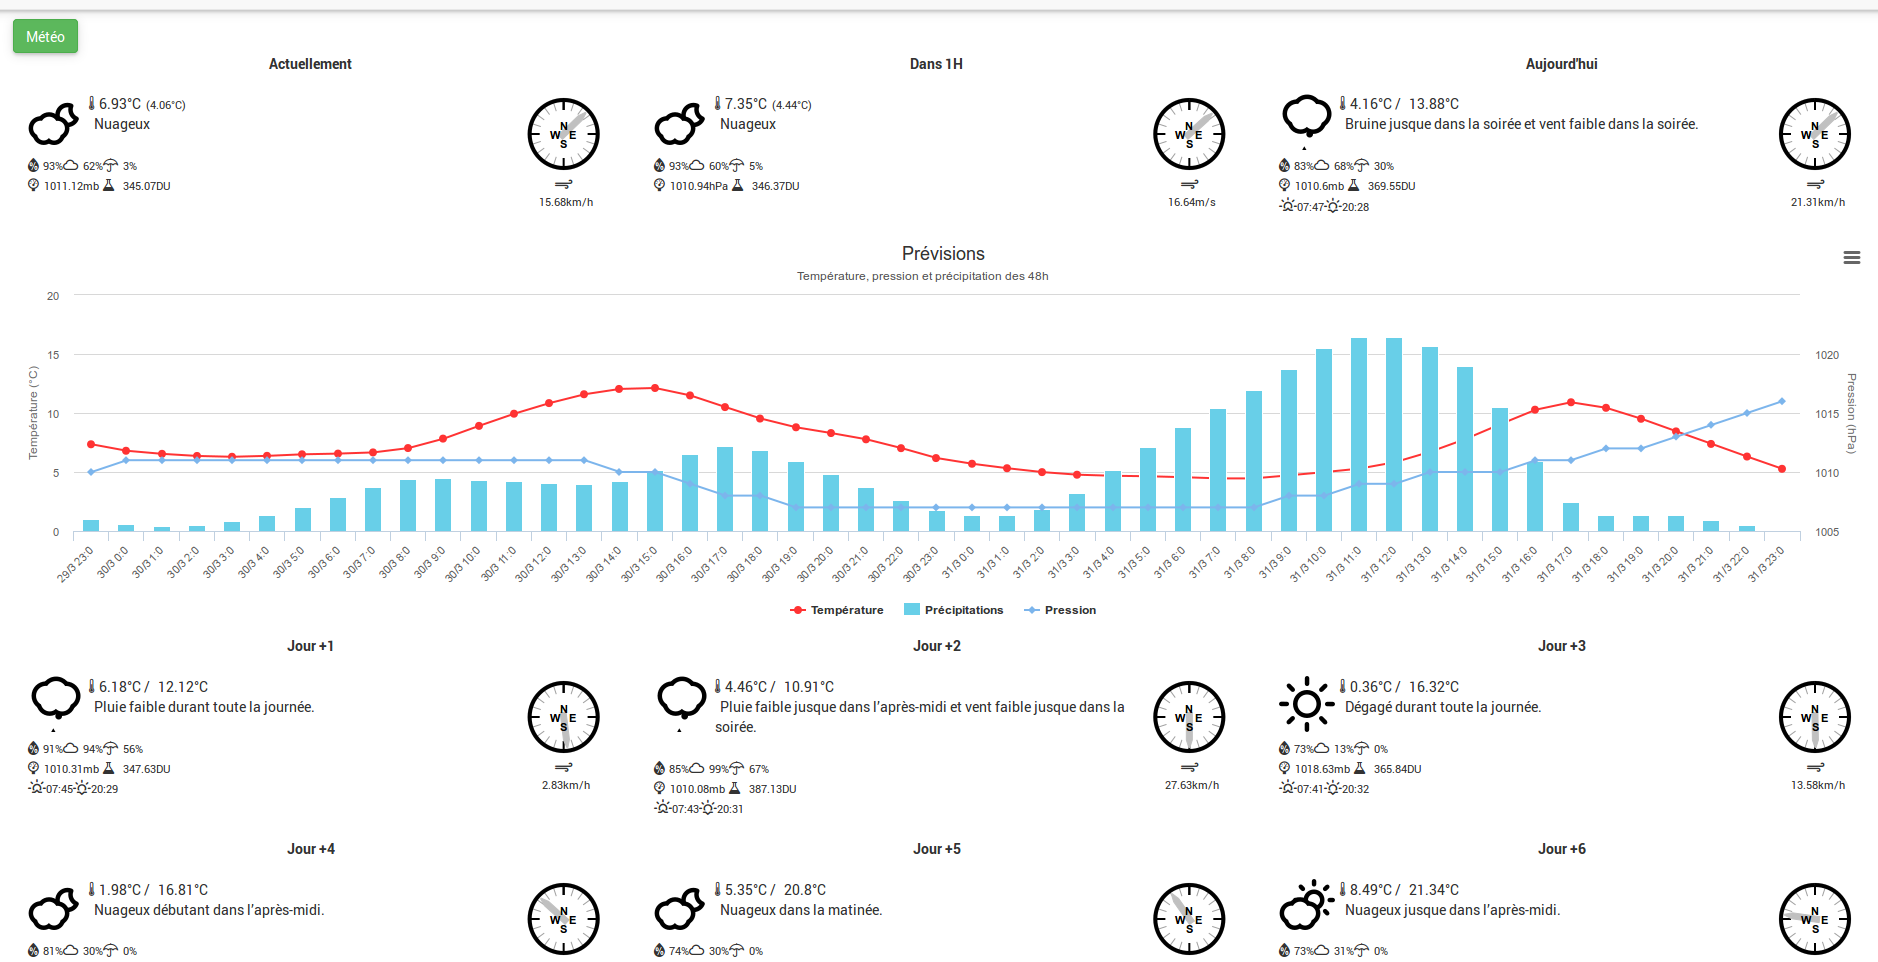 Météo
Actuellement
6.93°C (4.06°C)
Nuageux
93% 62% 3%
1011.12mb 345.07DU
N
W E
S
15.68km/h
Dans 1H
7.35°C (4.44°C)
Nuageux
93% 60% 5%
1010.94hPa 346.37DU
N
W E
S
16.64m/s
Aujourd'hui
4.16°C / 13.88°C
Bruine jusque dans la soirée et vent faible dans la soirée.
83% 68% 30%
1010.6mb 369.55DU
07:47 20:28
N
W E
S
21.31km/h
Prévisions
Température, pression et précipitation des 48h
Température (°C)
20
15
10
5
0
Pression (hPa)
1020
1015
1010
1005
29/3 23:0
30/3 0:0
30/3 1:0
30/3 2:0
30/3 3:0
30/3 4:0
30/3 5:0
30/3 6:0
30/3 7:0
30/3 8:0
30/3 9:0
30/3 10:0
30/3 11:0
30/3 12:0
30/3 13:0
30/3 14:0
30/3 15:0
30/3 16:0
30/3 17:0
30/3 18:0
30/3 19:0
30/3 20:0
30/3 21:0
30/3 22:0
30/3 23:0
31/3 0:0
31/3 1:0
31/3 2:0
31/3 3:0
31/3 4:0
31/3 5:0
31/3 6:0
31/3 7:0
31/3 8:0
31/3 9:0
31/3 10:0
31/3 11:0
31/3 12:0
31/3 13:0
31/3 14:0
31/3 15:0
31/3 16:0
31/3 17:0
31/3 18:0
31/3 19:0
31/3 20:0
31/3 21:0
31/3 22:0
31/3 23:0
Température Précipitations Pression
Jour +1
6.18°C / 12.12°C
Pluie faible durant toute la journée.
91% 94% 56%
1010.31mb 347.63DU
07:45 20:29
N
W E
S
2.83km/h
Jour +2
4.46°C / 10.91°C
Pluie faible jusque dans l'après-midi et vent faible jusque dans la
soirée.
85% 99% 67%
1010.08mb 387.13DU
07:43 20:31
N
W E
S
27.63km/h
Jour +3
0.36°C / 16.32°C
Dégagé durant toute la journée.
73% 13% 0%
1018.63mb 365.84DU
07:41 20:32
N
W E
S
13.58km/h
Jour +4
1.98°C / 16.81°C
Nuageux débutant dans l'après-midi.
81% 30% 0%
N
W E
S
Jour +5
5.35°C / 20.8°C
Nuageux dans la matinée.
74% 30% 0%
N
W E
S
Jour +6
8.49°C / 21.34°C
Nuageux jusque dans l'après-midi.
73% 31% 0%
N
W E
S